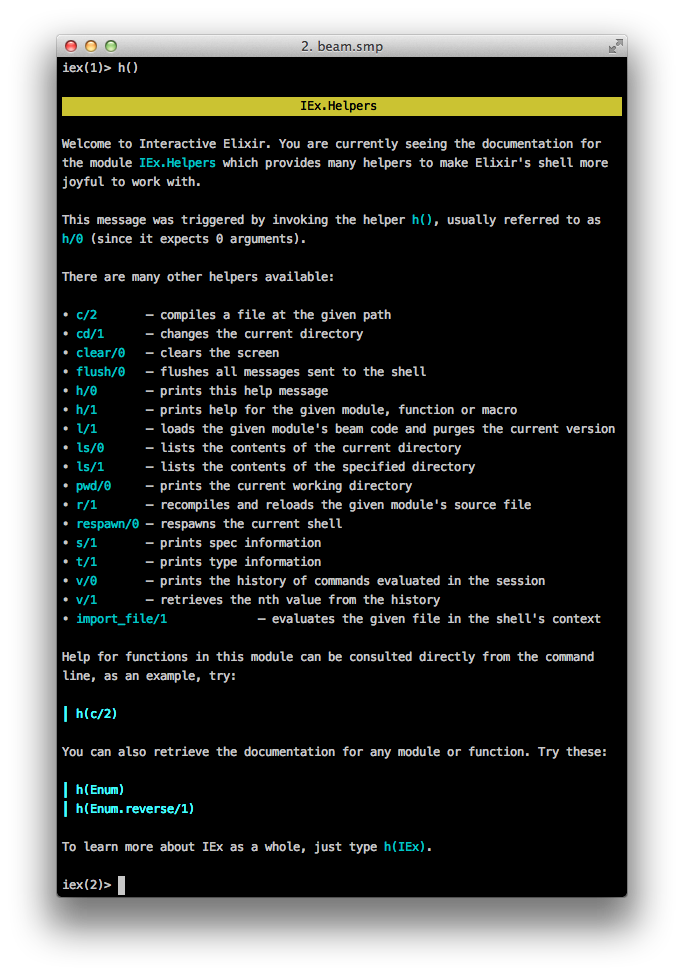 2. beam.smp
iex(1)> h()
IEx.Helpers
Welcome to Interactive Elixir. You are currently seeing the documentation for
the module IEx.Helpers which provides many helpers to make Elixir's shell more
joyful to work with.
This message was triggered by invoking the helper h(), usually referred to as
h/0 (since it expects 0 arguments).
There are many other helpers available:
• c/2       — compiles a file at the given path
• cd/1      — changes the current directory
• clear/0   — clears the screen
• flush/0   — flushes all messages sent to the shell
• h/0       — prints this help message
• h/1       — prints help for the given module, function or macro
• l/1       — loads the given module's beam code and purges the current version
• ls/0      — lists the contents of the current directory
• ls/1      — lists the contents of the specified directory
• pwd/0     — prints the current working directory
• r/1       — recompiles and reloads the given module's source file
• respawn/0 — respawns the current shell
• s/1       — prints spec information
• t/1       — prints type information
• v/0       — prints the history of commands evaluated in the session
• v/1       — retrieves the nth value from the history
• import_file/1             — evaluates the given file in the shell's context
Help for functions in this module can be consulted directly from the command
line, as an example, try:
┃ h(c/2)
You can also retrieve the documentation for any module or function. Try these:
┃ h(Enum)
┃ h(Enum.reverse/1)
To learn more about IEx as a whole, just type h(IEx).
iex(2)>